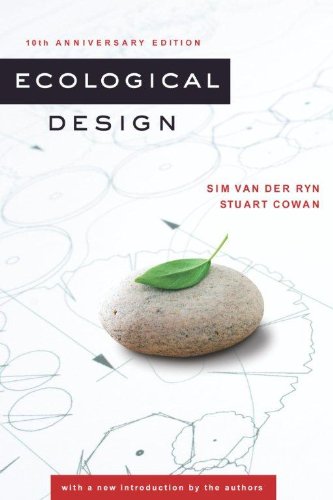 10th ANNIVERSARY EDITION
ECOLOGICAL
DESIGN
SIM VAN DER RYN
STUART COWAN
with a new introduction by the authors